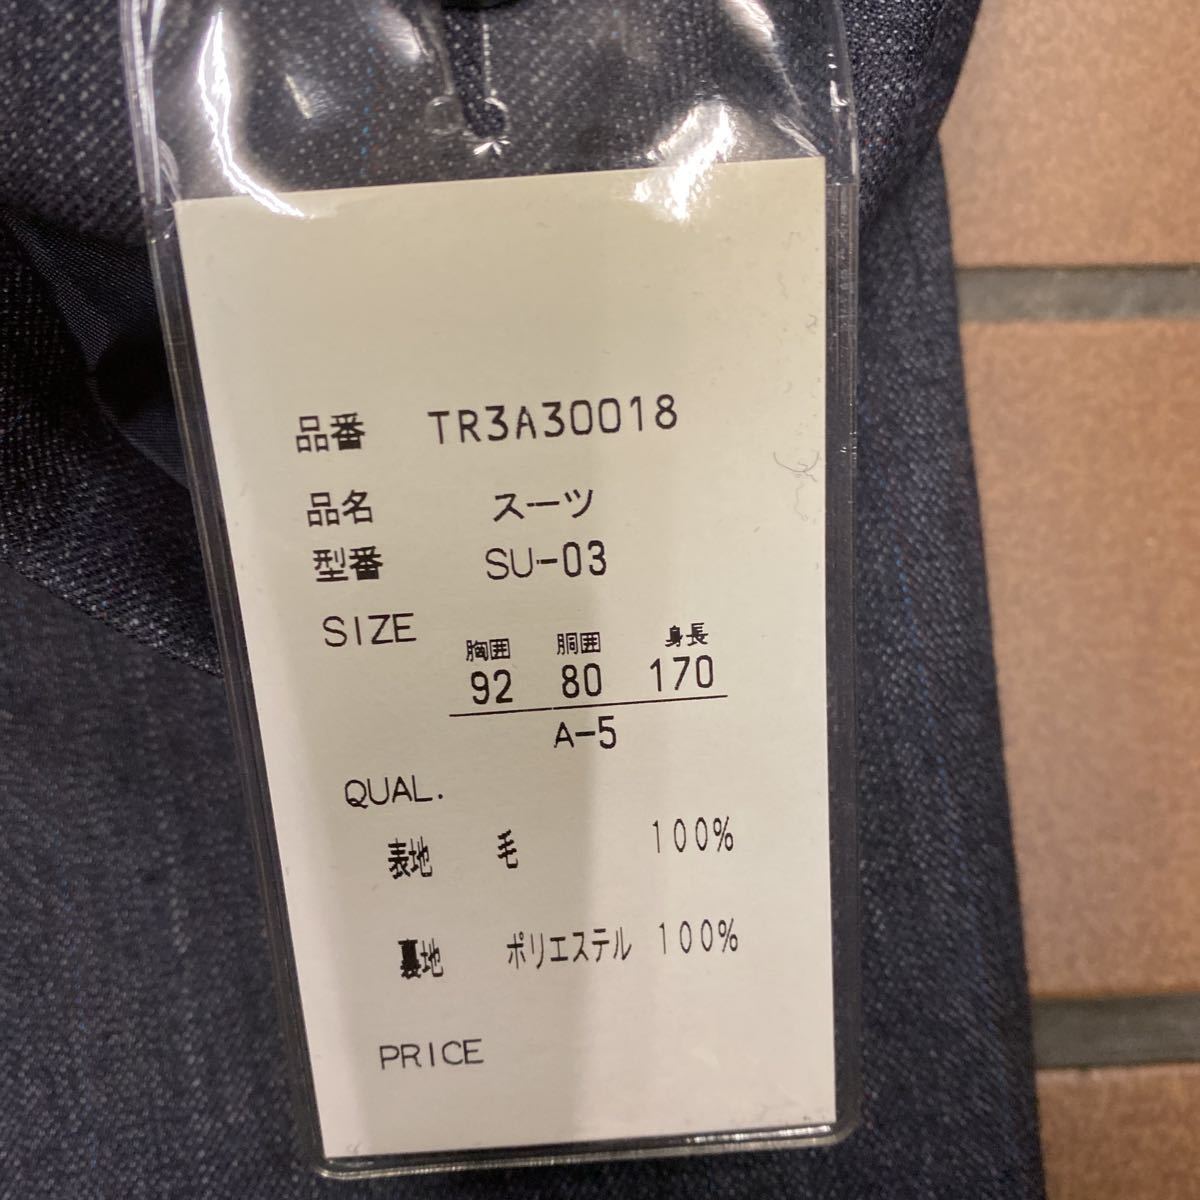 品番 TR3A30018
品名 スーツ
型番 SU-03
SIZE
胸囲 胴囲 身長
92 80 170
A-5
QUAL.
表地 毛 100%
裏地 ポリエステル 100%
PRICE